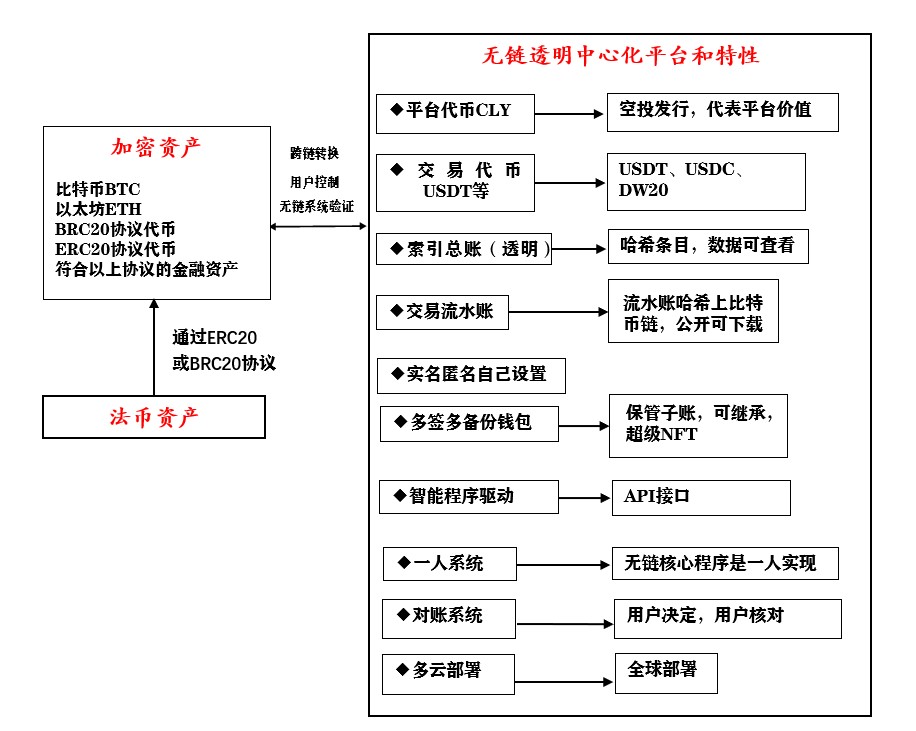 无链透明中心化平台和特性
加密资产
比特币BTC
以太坊ETH
BRC20协议代币
ERC20协议代币
符合以上协议的金融资产
通过ERC20
或BRC20协议
法币资产
跨链转换
用户控制
无链系统验证
◆平台代币CLY
空投发行，代表平台价值
◆ 交易代币
USDT等
USDT、USDC、
DW20
◆索引总账（透明）
哈希条目，数据可查看
◆交易流水账
流水账哈希上比特
币链，公开可下载
◆实名匿名自己设置
◆多签多备份钱包
保管子账，可继承，
超级NFT
◆智能程序驱动
API接口
◆一人系统
无链核心程序是一人实现
◆对账系统
用户决定，用户核对
◆多云部署
全球部署